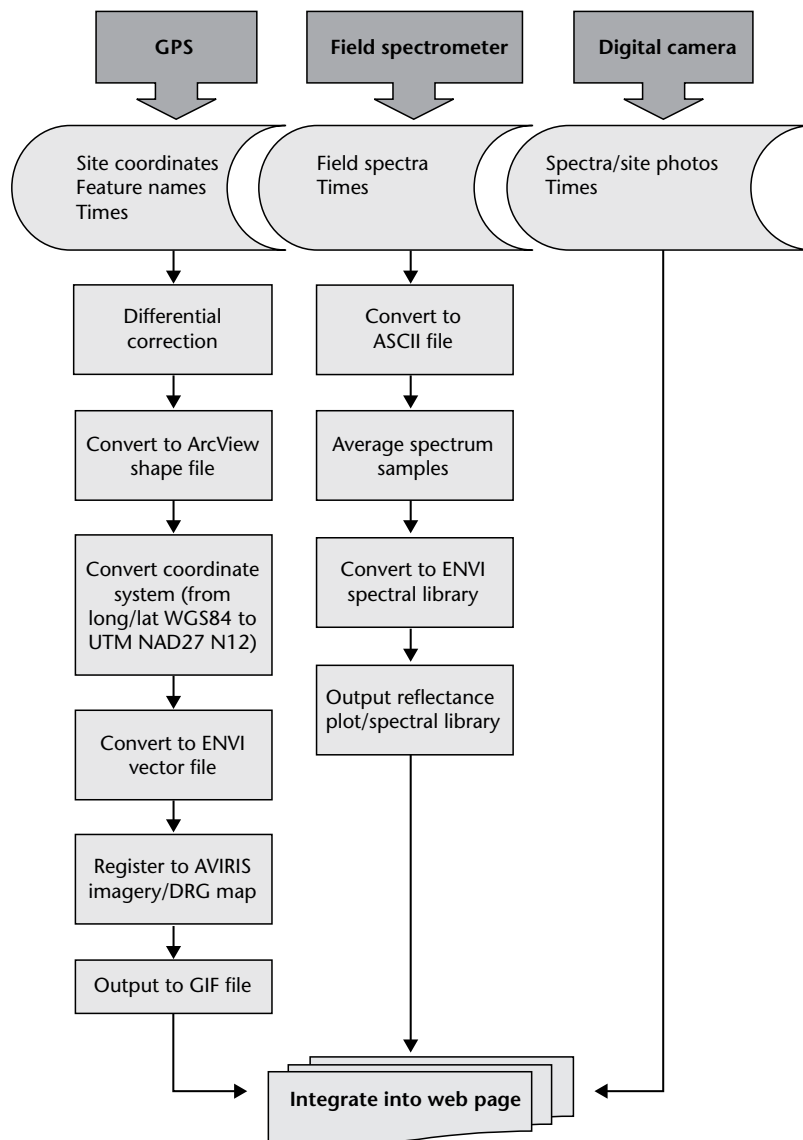 GPS
Field spectrometer
Digital camera
Site coordinates
Feature names
Times
Field spectra
Times
Spectra/site photos
Times
Differential
correction
Convert to ArcView
shape file
Convert coordinate
system (from
long/lat WGS84 to
UTM NAD27 N12)
Convert to ENVI
vector file
Register to AVIRIS
imagery/DRG map
Output to GIF file
Convert to
ASCII file
Average spectrum
samples
Convert to ENVI
spectral library
Output reflectance
plot/spectral library
Integrate into web page